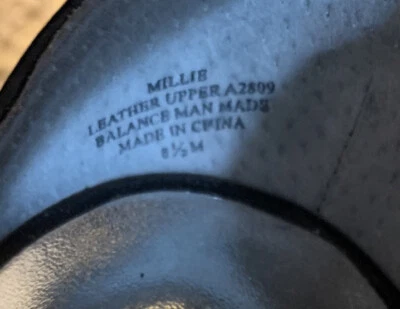 MILLIE
LEATHER UPPER A2809
BALANCE MAN MADE
MADE IN CHINA
8½ M